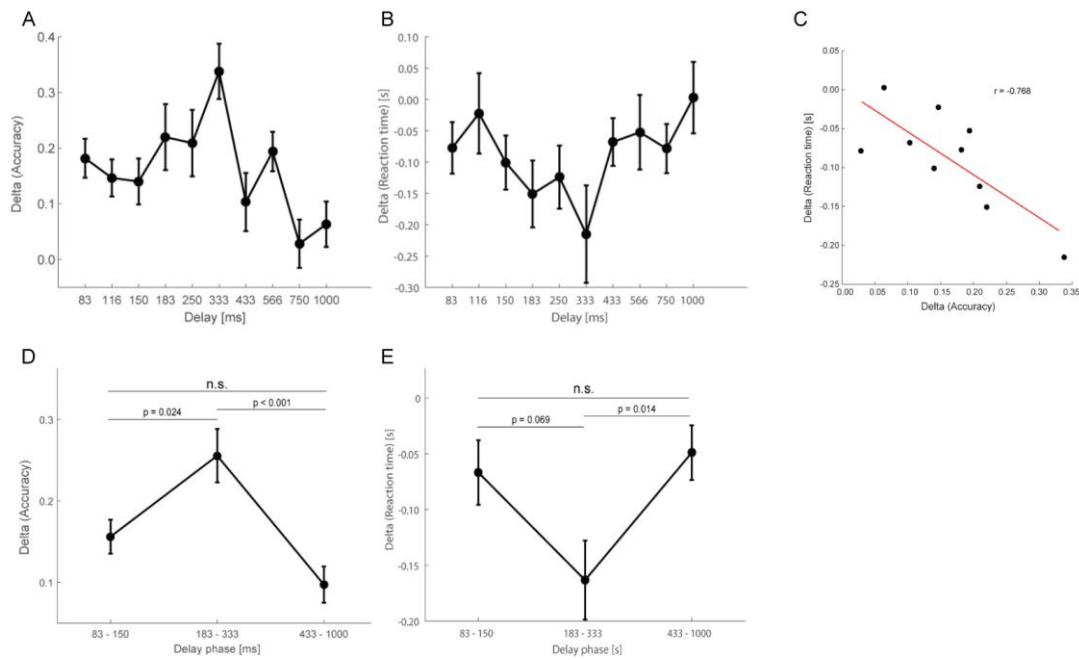 A
Delta (Accuracy)
0.4
0.3
0.2
0.1
0.0
83 116 150 183 250 333 433 566 750 1000
Delay [ms]
B
Delta (Reaction time) [s]
0.10
0.05
0.00
-0.05
-0.10
-0.15
-0.20
-0.25
-0.30
83 116 150 183 250 333 433 566 750 1000
Delay [ms]
C
Delta (Reaction time) [s]
0.05
0.00
-0.05
-0.10
-0.15
-0.20
-0.25
r = -0.768
0.00 0.05 0.10 0.15 0.20 0.25 0.30 0.35
Delta (Accuracy)
D
Delta (Accuracy)
0.3
0.2
0.1
n.s.
p = 0.024 p < 0.001
83 - 150 183 - 333 433 - 1000
Delay phase [ms]
E
Delta (Reaction time) [s]
0
-0.05
-0.10
-0.15
-0.20
n.s.
p = 0.014
p = 0.069
83 - 150 183 - 333 433 - 1000
Delay phase [s]